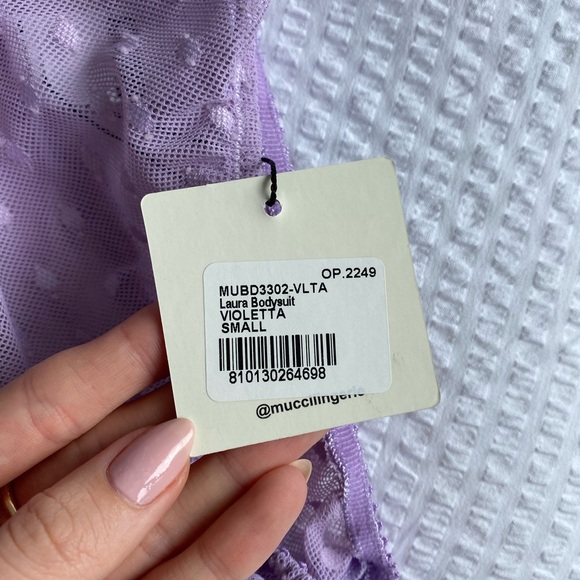 OP.2249
MUBD3302-VLTA
Laura Bodysuit
VIOLETTA
SMALL
810130264698
@muccilingerie